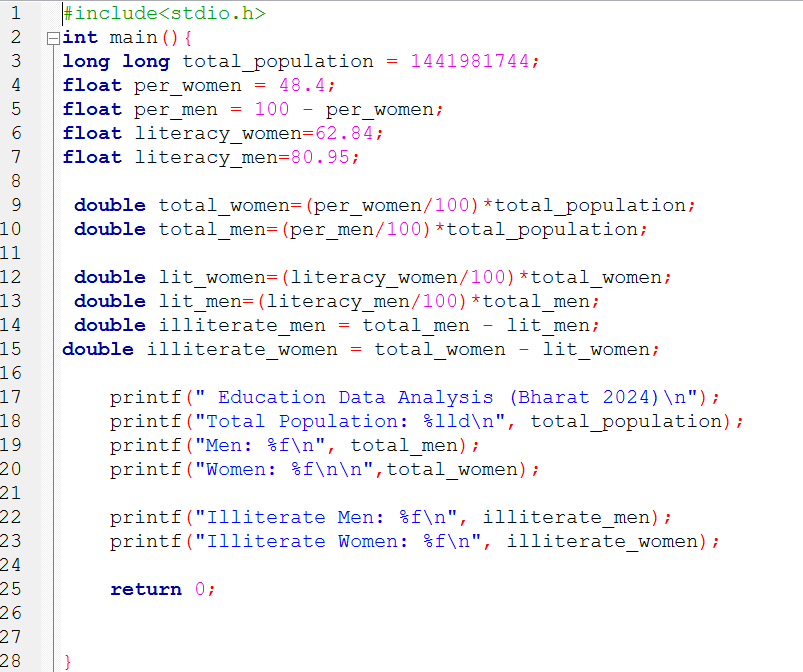 1 #include<stdio.h>
2 int main(){
3 long long total_population = 1441981744;
4 float per_women = 48.4;
5 float per_men = 100 - per_women;
6 float literacy_women=62.84;
7 float literacy_men=80.95;
8
9 double total_women=(per_women/100)*total_population;
10 double total_men=(per_men/100)*total_population;
11
12 double lit_women=(literacy_women/100)*total_women;
13 double lit_men=(literacy_men/100)*total_men;
14 double illiterate_men = total_men - lit_men;
15 double illiterate_women = total_women - lit_women;
16
17 printf(" Education Data Analysis (Bharat 2024)\n");
18 printf("Total Population: %lld\n", total_population);
19 printf("Men: %f\n", total_men);
20 printf("Women: %f\n\n",total_women);
21
22 printf("Illiterate Men: %f\n", illiterate_men);
23 printf("Illiterate Women: %f\n", illiterate_women);
24
25 return 0;
26
27
28 }